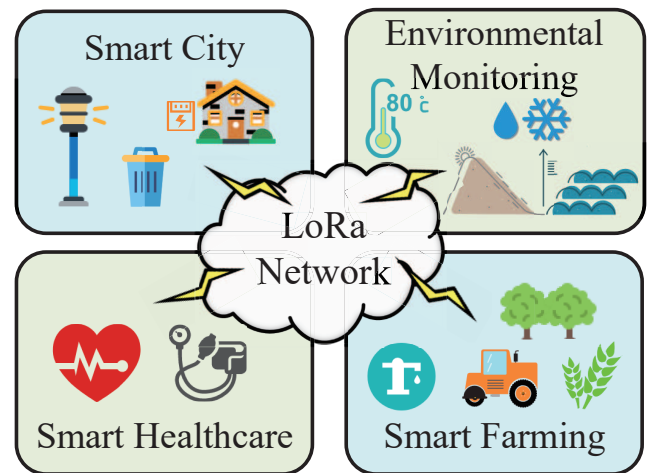 Smart City
Environmental
Monitoring
80 °c
LoRa
Network
Smart Healthcare
Smart Farming